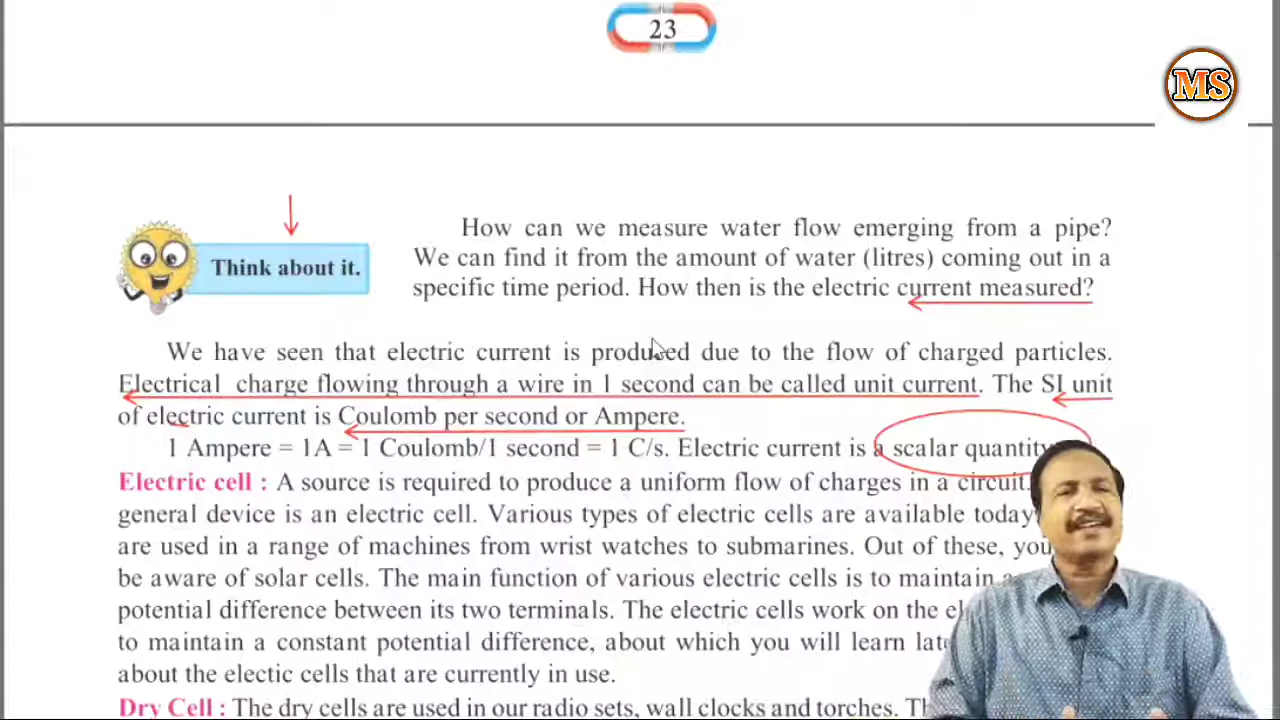 23
MS
Think about it.
How can we measure water flow emerging from a pipe?
We can find it from the amount of water (litres) coming out in a
specific time period. How then is the electric current measured?
We have seen that electric current is produced due to the flow of charged particles.
Electrical charge flowing through a wire in 1 second can be called unit current. The SI unit
of electric current is Coulomb per second or Ampere.
1 Ampere = 1A = 1 Coulomb/1 second = 1 C/s. Electric current is a scalar quantity
Electric cell : A source is required to produce a uniform flow of charges in a circuit.
general device is an electric cell. Various types of electric cells are available today
are used in a range of machines from wrist watches to submarines. Out of these, you
be aware of solar cells. The main function of various electric cells is to maintain
potential difference between its two terminals. The electric cells work on the
to maintain a constant potential difference, about which you will learn
about the electic cells that are currently in use.
Dry Cell : The dry cells are used in our radio sets, wall clocks and torches.